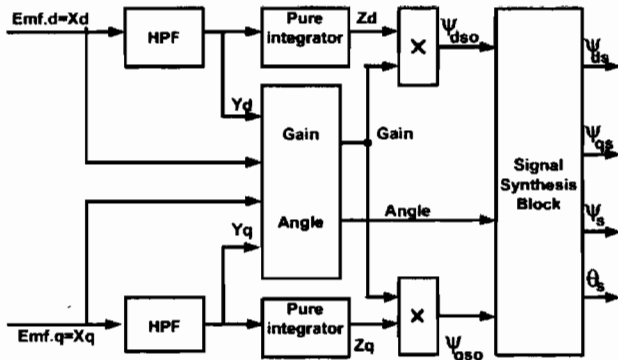 Emf.d=Xd
HPF
Pure
integrator
Zd
×
Ψdso
Ψds
Yd
Gain
Gain
Ψqs
Signal
Synthesis
Block
Angle
Angle
Ψs
Yq
θs
Emf.q=Xq
HPF
Pure
integrator
Zq
×
Ψqso